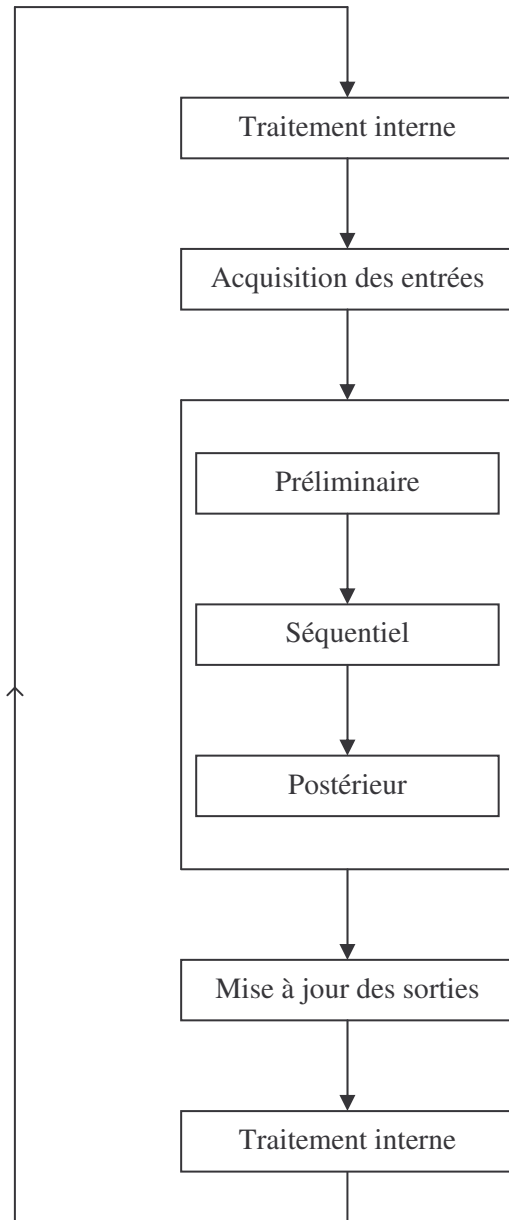 Traitement interne
Acquisition des entrées
Préliminaire
Séquentiel
Postérieur
Mise à jour des sorties
Traitement interne